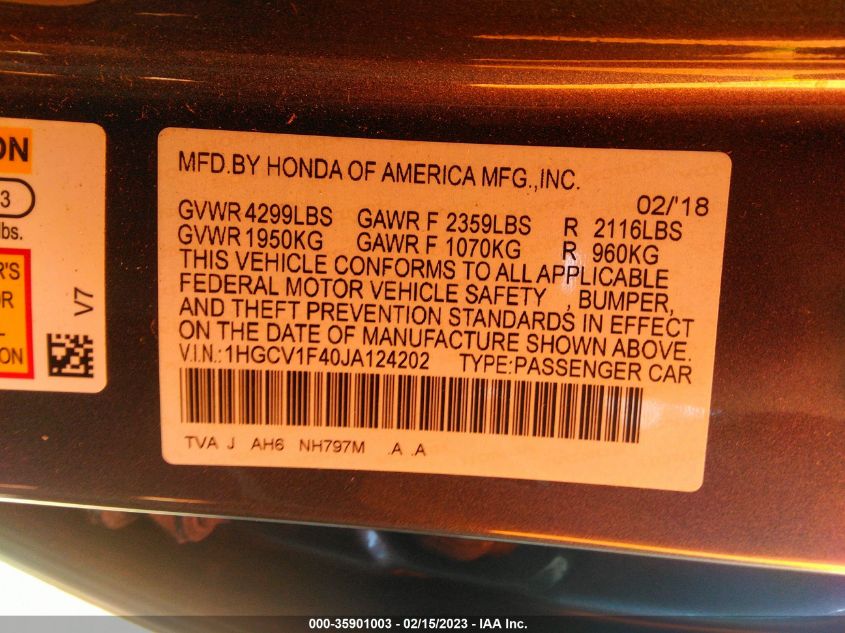 ON
3
lbs.
R'S
OR
L
ION
V7
MFD.BY HONDA OF AMERICA MFG.,INC.
02/'18
GVWR 4299LBS GAWR F 2359LBS R 2116LBS
GVWR 1950KG GAWR F 1070KG R 960KG
THIS VEHICLE CONFORMS TO ALL APPLICABLE
FEDERAL MOTOR VEHICLE SAFETY , BUMPER,
AND THEFT PREVENTION STANDARDS IN EFFECT
ON THE DATE OF MANUFACTURE SHOWN ABOVE.
V.I.N.:1HGCV1F40JA124202 TYPE:PASSENGER CAR
TVA J AH6 NH797M .A .A
000-35901003 - 02/15/2023 - IAA Inc.